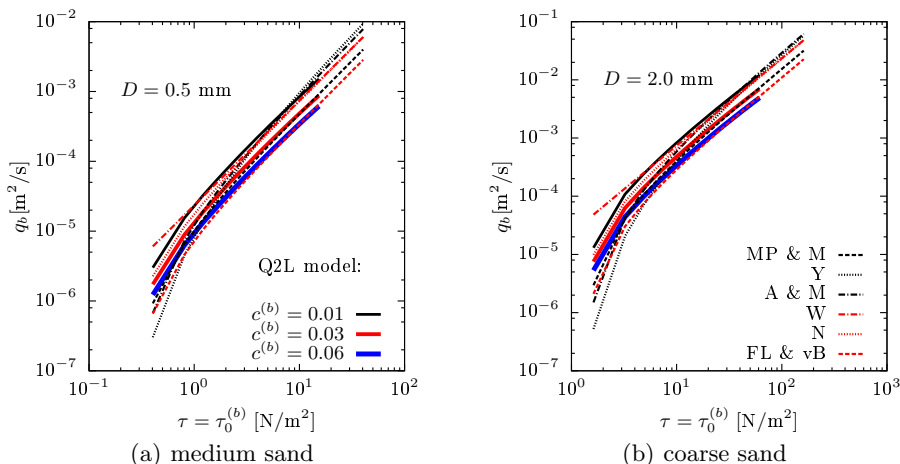 10^{-2}
10^{-3}
10^{-4}
10^{-5}
10^{-6}
10^{-7}
q_b [m^2/s]
D = 0.5 mm
Q2L model:
c^{(b)} = 0.01
c^{(b)} = 0.03
c^{(b)} = 0.06
10^{-1} 10^0 10^1 10^2
τ = τ_0^{(b)} [N/m^2]
(a) medium sand
10^0
10^{-1}
10^{-2}
10^{-3}
10^{-4}
10^{-5}
10^{-6}
10^{-7}
q_b [m^2/s]
D = 2.0 mm
MP & M
Y
A & M
W
N
FL & vB
10^0 10^1 10^2 10^3
τ = τ_0^{(b)} [N/m^2]
(b) coarse sand